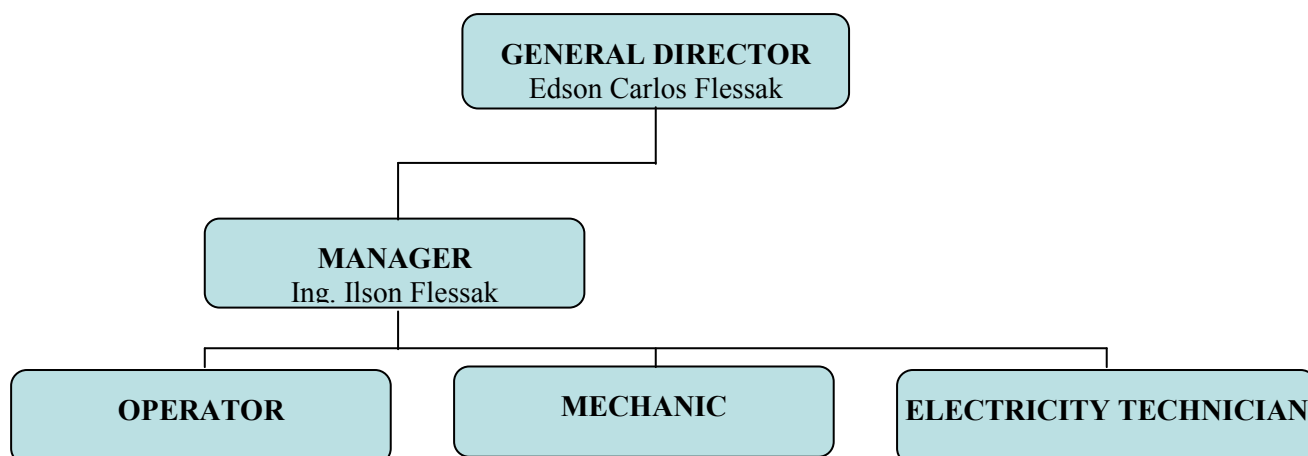 GENERAL DIRECTOR
Edson Carlos Flessak
MANAGER
Ing. Ilson Flessak
OPERATOR
MECHANIC
ELECTRICITY TECHNICIAN